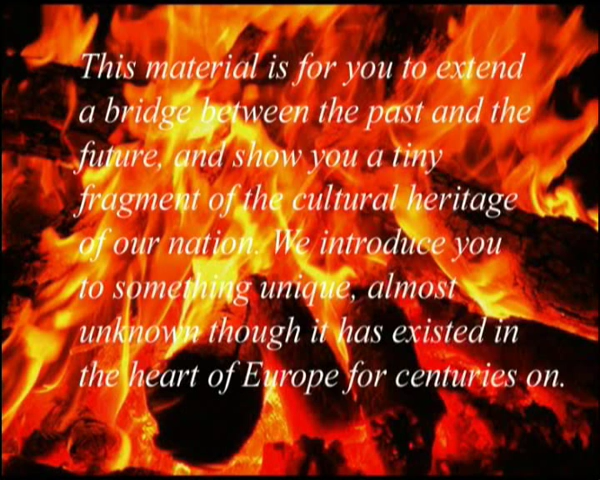 This material is for you to extend
a bridge between the past and the
future, and show you a tiny
fragment of the cultural heritage
of our nation. We introduce you
to something unique, almost
unknown though it has existed in
the heart of Europe for centuries on.